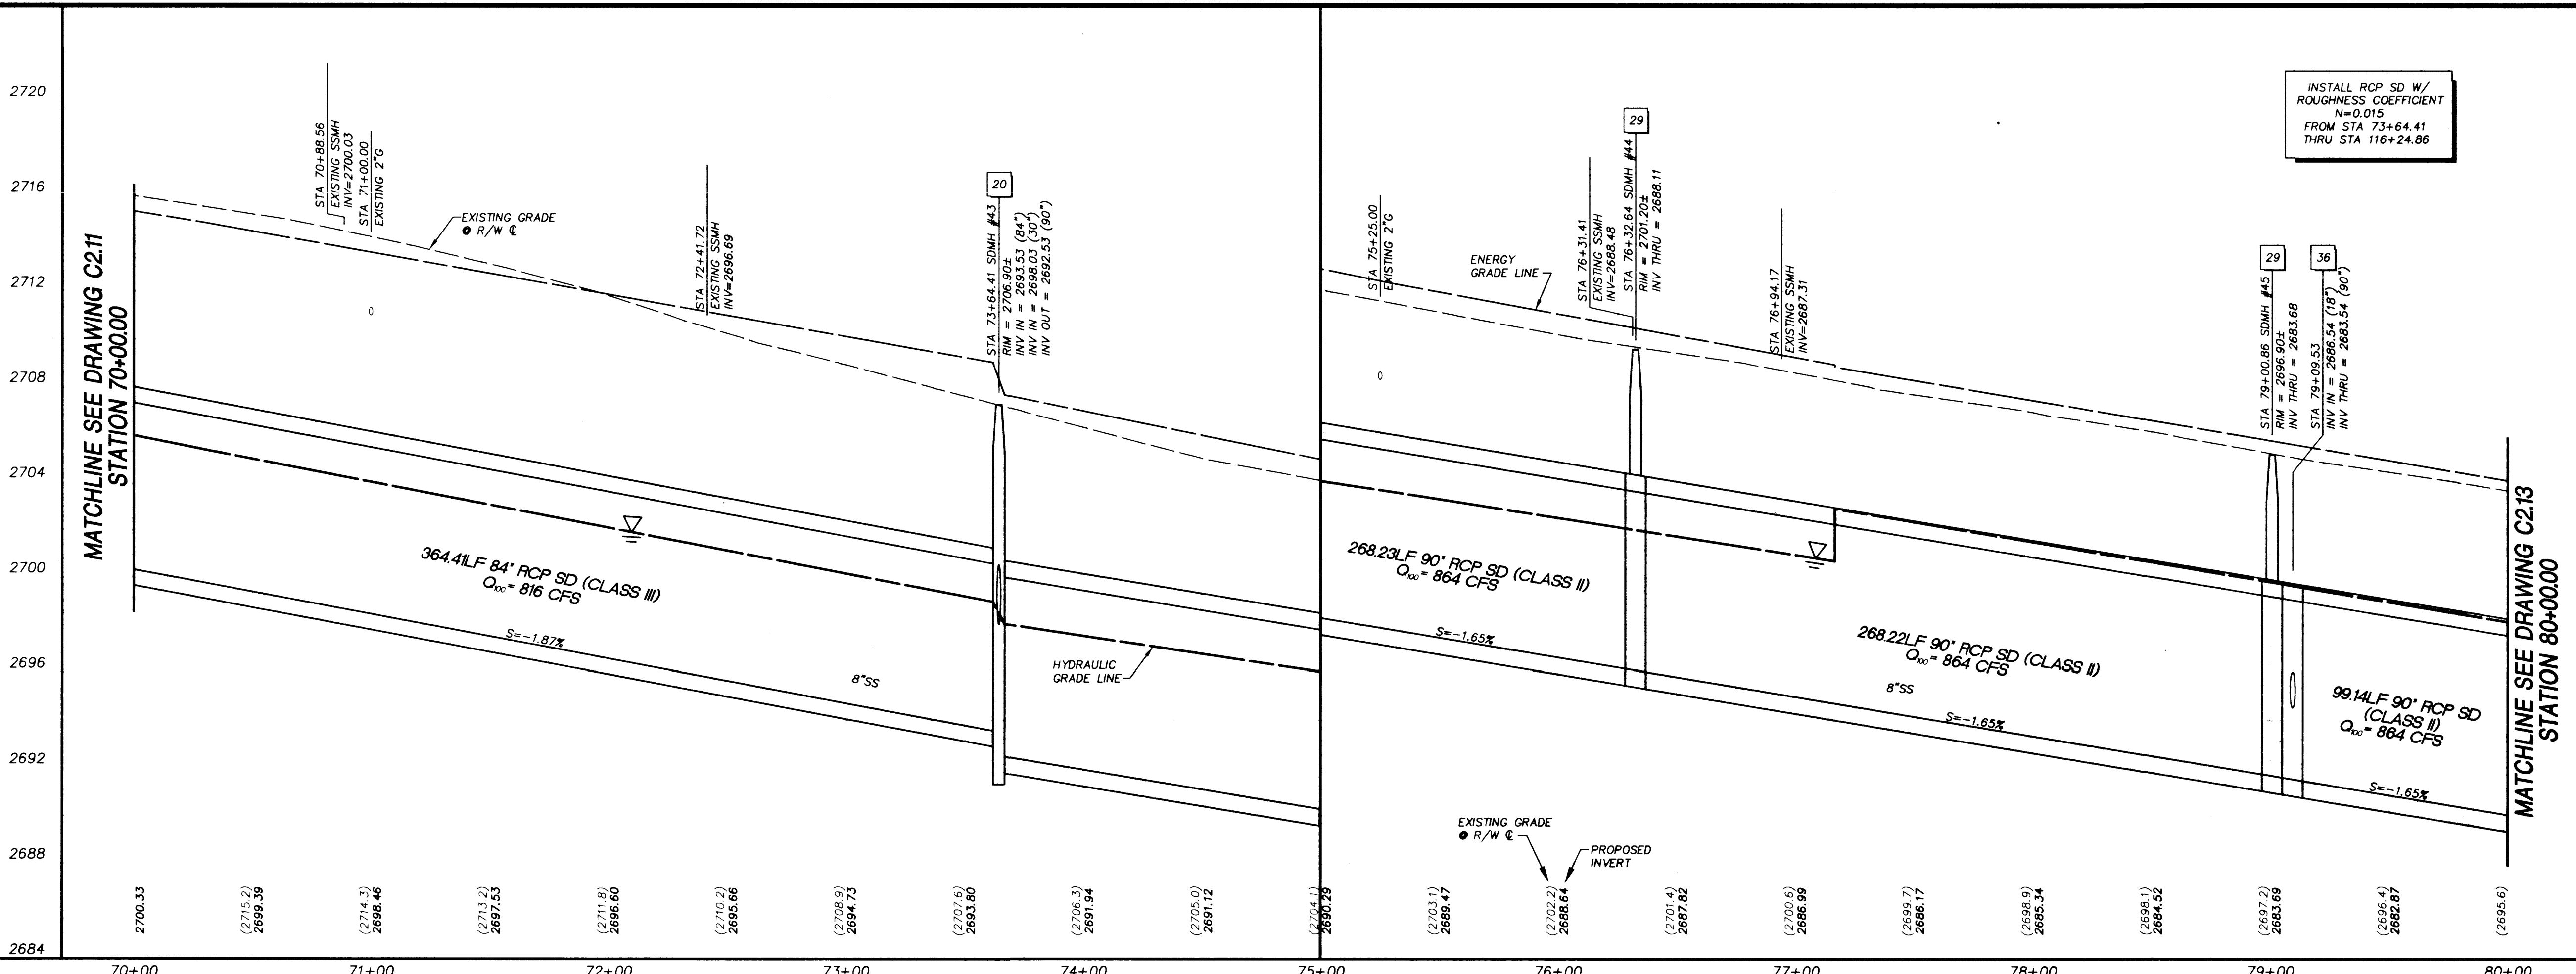 2720
2716
2712
2708
2704
2700
2696
2692
2688
2684
MATCHLINE SEE DRAWING C2.11
STATION 70+00.00
STA 70+88.56
EXISTING SSMH
INV=2700.03
STA 71+00.00
EXISTING 2"G
EXISTING GRADE
@ R/W ℄
STA 72+41.72
EXISTING SSMH
INV=2696.69
20
STA 73+64.41 SDMH #43
RIM = 2706.90±
INV IN = 2693.53 (84")
INV IN = 2698.03 (30")
INV OUT = 2692.53 (90")
364.41LF 84" RCP SD (CLASS III)
Q100= 816 CFS
S=-1.87%
8"SS
HYDRAULIC
GRADE LINE
STA 75+25.00
EXISTING 2"G
ENERGY
GRADE LINE
STA 76+31.41
EXISTING SSMH
INV=2688.48
29
STA 76+32.64 SDMH #44
RIM = 2701.20±
INV THRU = 2688.11
STA 76+94.17
EXISTING SSMH
INV=2687.31
INSTALL RCP SD W/
ROUGHNESS COEFFICIENT
N=0.015
FROM STA 73+64.41
THRU STA 116+24.86
29
STA 79+00.86 SDMH #45
RIM = 2696.90±
INV THRU = 2683.68
36
STA 79+09.53
INV IN = 2686.54 (18")
INV THRU = 2683.54 (90")
268.23LF 90" RCP SD (CLASS II)
Q100= 864 CFS
S=-1.65%
268.22LF 90" RCP SD (CLASS II)
Q100= 864 CFS
8"SS
S=-1.65%
99.14LF 90" RCP SD
(CLASS II)
Q100= 864 CFS
S=-1.65%
MATCHLINE SEE DRAWING C2.13
STATION 80+00.00
EXISTING GRADE
@ R/W ℄
PROPOSED
INVERT
2700.33
(2715.2)
2699.39
(2714.3)
2698.46
(2713.2)
2697.53
(2711.8)
2696.60
(2710.2)
2695.66
(2708.9)
2694.73
(2707.6)
2693.80
(2706.3)
2691.94
(2705.0)
2691.12
(2704.1)
2690.29
(2703.1)
2689.47
(2702.2)
2688.64
(2701.4)
2687.82
(2700.6)
2686.99
(2699.7)
2686.17
(2698.9)
2685.34
(2698.1)
2684.52
(2697.2)
2683.69
(2696.4)
2682.87
(2695.6)
70+00 71+00 72+00 73+00 74+00 75+00 76+00 77+00 78+00 79+00 80+00